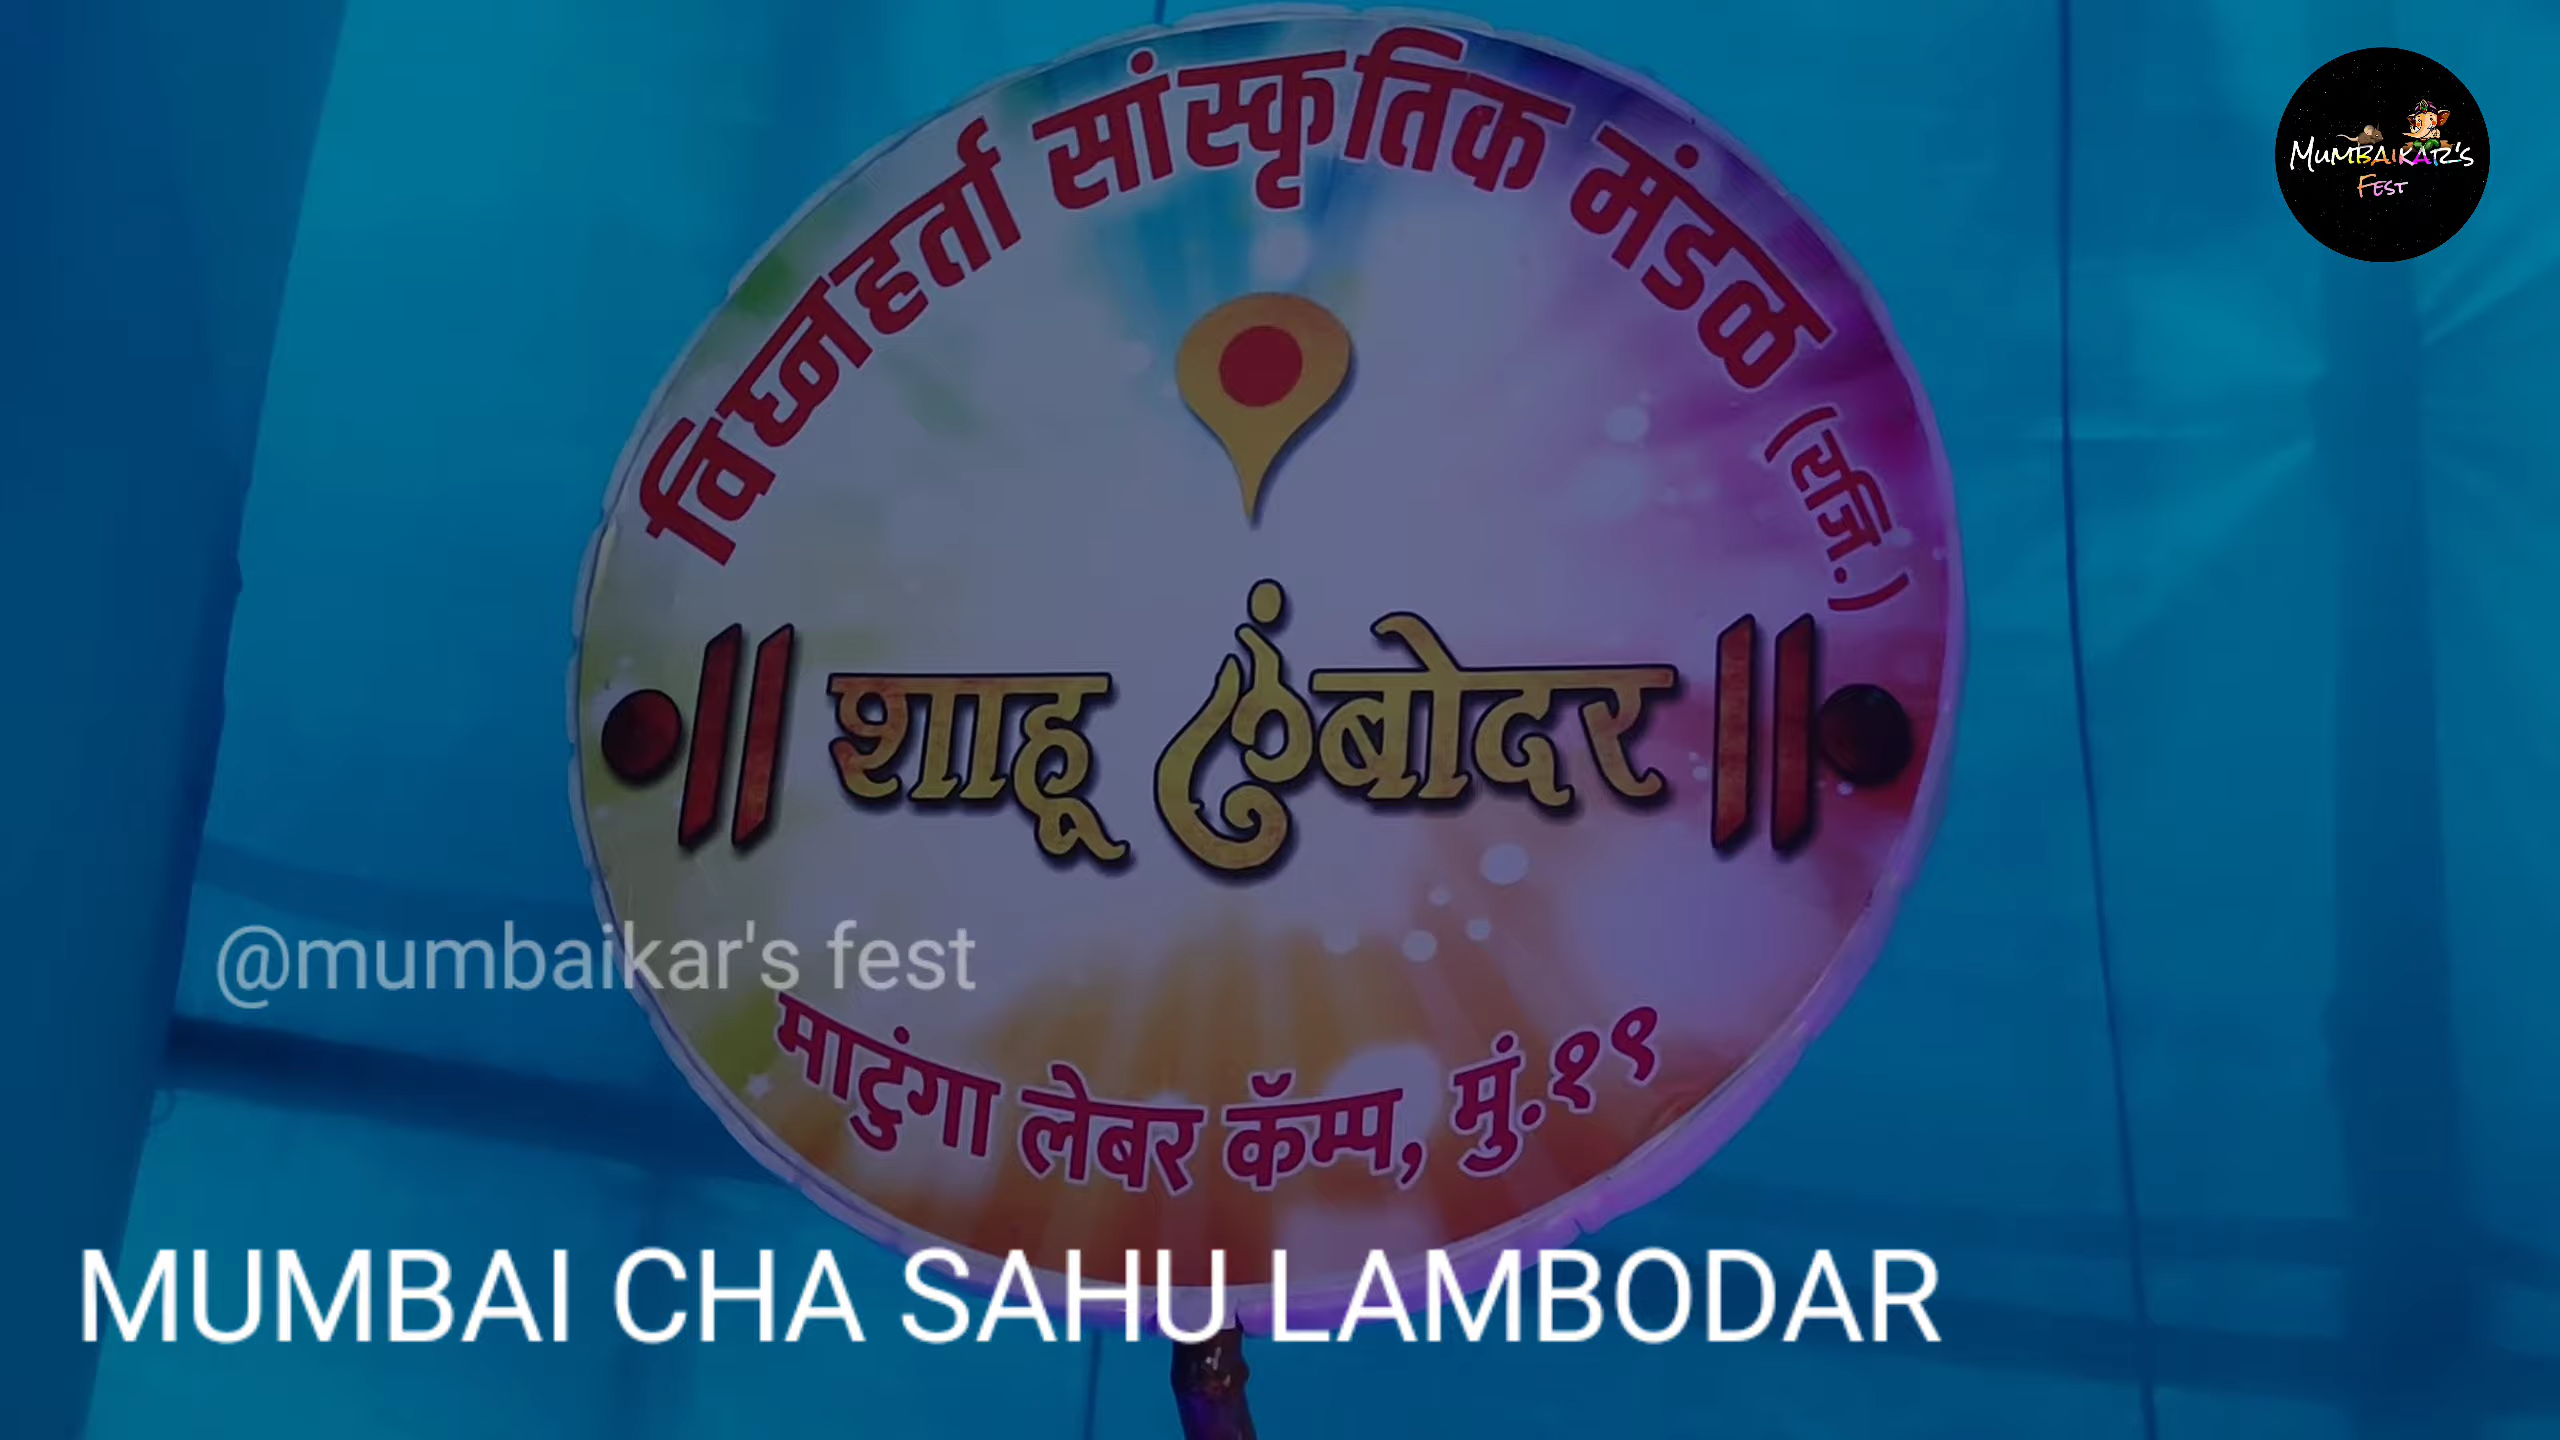 विघ्नहर्ता सांस्कृतिक मंडळ (रजि.)
MUMBAIKAR'S
FEST
|| शाहू लंबोदर ||
@mumbaikar's fest
माटुंगा लेबर कॅम्प, मुं.१९
MUMBAI CHA SAHU LAMBODAR